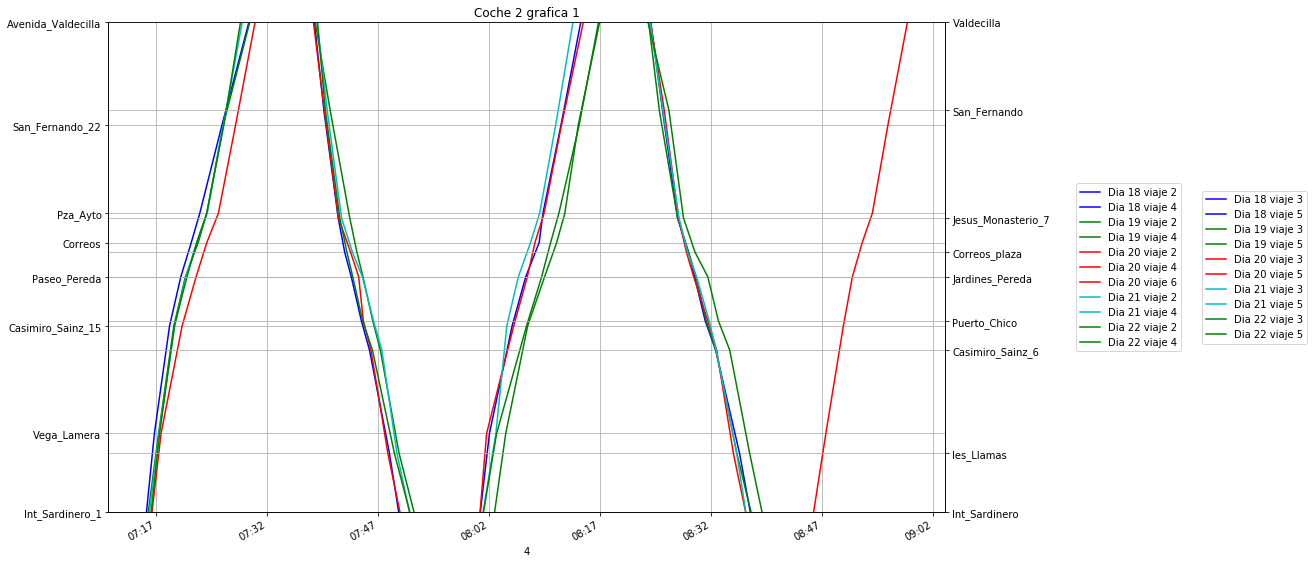 Coche 2 grafica 1
Avenida_Valdecilla
San_Fernando_22
Pza_Ayto
Correos
Paseo_Pereda
Casimiro_Sainz_15
Vega_Lamera
Int_Sardinero_1
Valdecilla
San_Fernando
Jesus_Monasterio_7
Correos_plaza
Jardines_Pereda
Puerto_Chico
Casimiro_Sainz_6
Ies_Llamas
Int_Sardinero
07:17
07:32
07:47
08:02
08:17
08:32
08:47
09:02
4
Dia 18 viaje 2
Dia 18 viaje 4
Dia 19 viaje 2
Dia 19 viaje 4
Dia 20 viaje 2
Dia 20 viaje 4
Dia 20 viaje 6
Dia 21 viaje 2
Dia 21 viaje 4
Dia 22 viaje 2
Dia 22 viaje 4
Dia 18 viaje 3
Dia 18 viaje 5
Dia 19 viaje 3
Dia 19 viaje 5
Dia 20 viaje 3
Dia 20 viaje 5
Dia 21 viaje 3
Dia 21 viaje 5
Dia 22 viaje 3
Dia 22 viaje 5